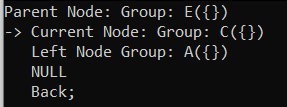 Parent Node: Group: E({})
-> Current Node: Group: C({})
Left Node Group: A({})
NULL
Back;